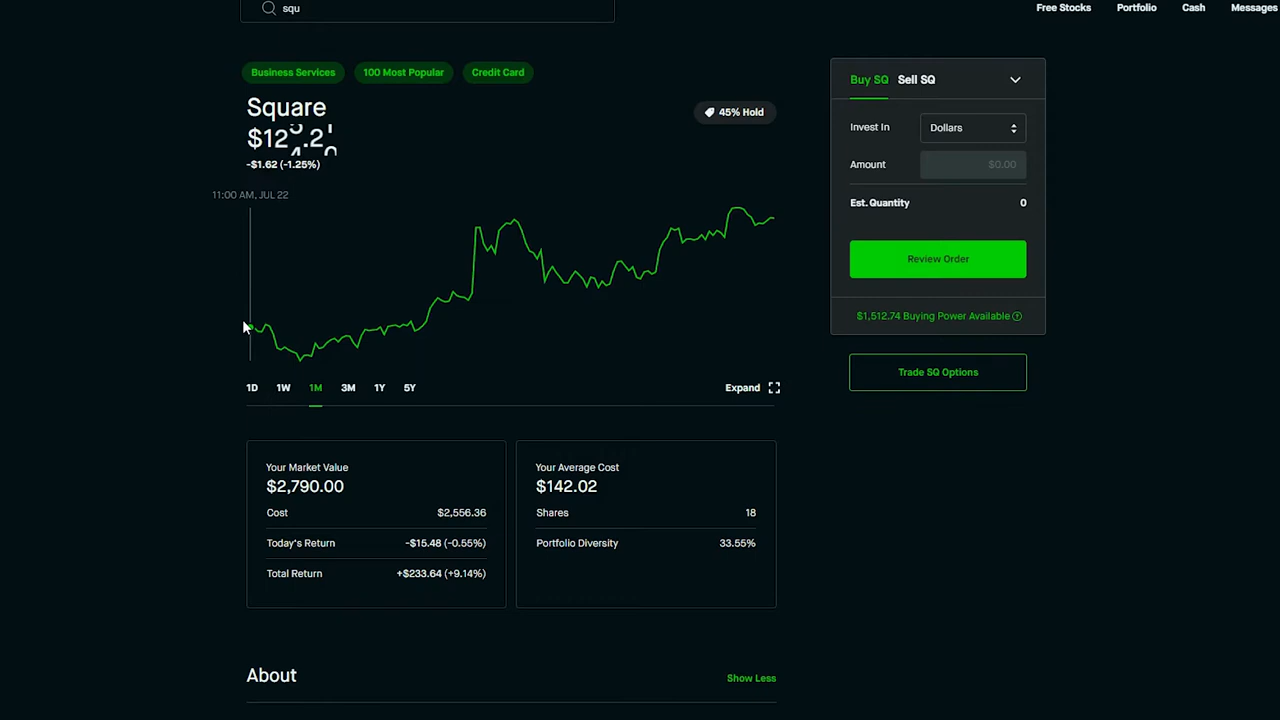 squ
Free Stocks Portfolio Cash Messages
Business Services 100 Most Popular Credit Card
Square
45% Hold
-$1.62 (-1.25%)
11:00 AM, JUL 22
1D 1W 1M 3M 1Y 5Y
Expand
Buy SQ Sell SQ
Invest In Dollars
Amount $0.00
Est. Quantity 0
Review Order
$1,512.74 Buying Power Available
Trade SQ Options
Your Market Value
$2,790.00
Cost $2,556.36
Today's Return -$15.48 (-0.55%)
Total Return +$233.64 (+9.14%)
Your Average Cost
$142.02
Shares 18
Portfolio Diversity 33.55%
About
Show Less